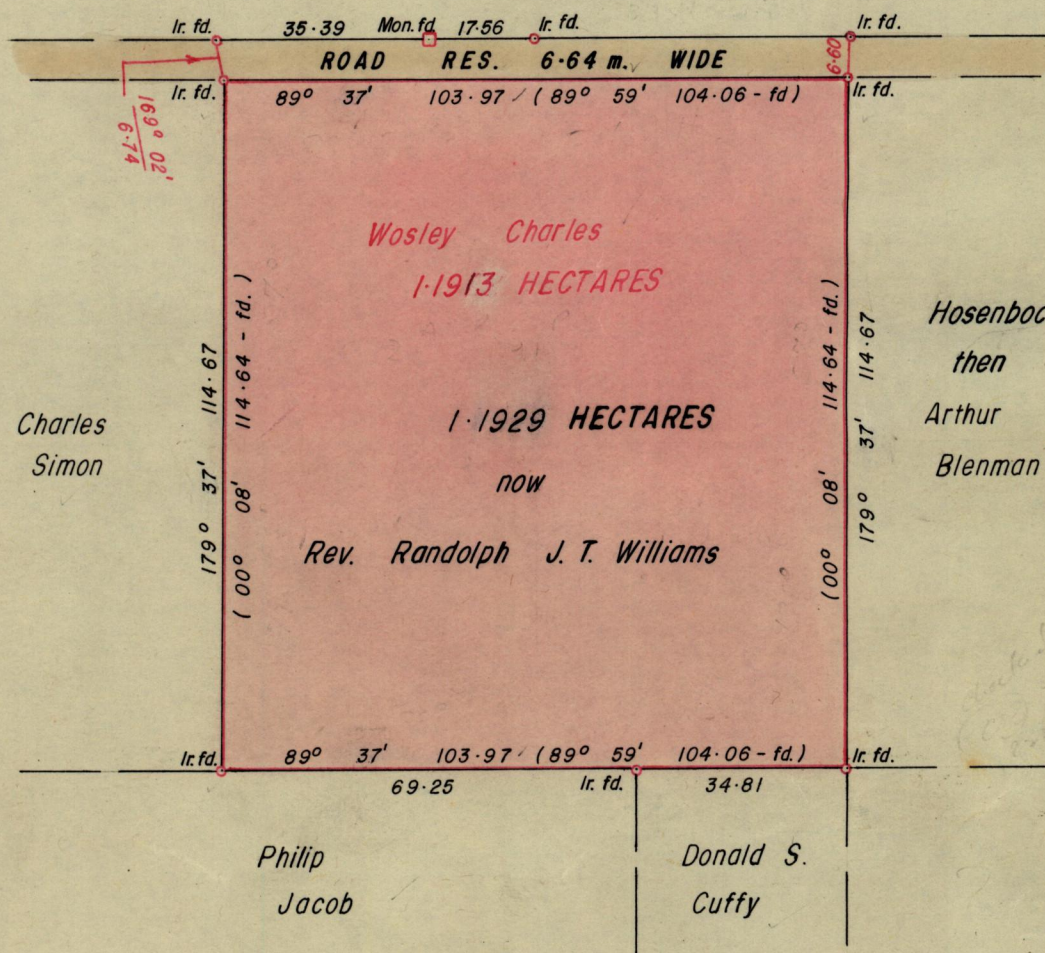 Ir. fd. 35·39 Mon. fd. 17·56 Ir. fd. Ir. fd.
ROAD RES. 6·64 m. WIDE
6·60
Ir. fd. 89° 37' 103·97 (89° 59' 104·06 - fd) Ir. fd.
169° 02'
6·74
Wosley Charles
1·1913 HECTARES
179° 37' 114·67
(00° 08' 114·64 - fd.)
(00° 08' 114·64 - fd.)
179° 37' 114·67
Charles
Simon
1·1929 HECTARES
now
Rev. Randolph J. T. Williams
then
Arthur
Blenman
Ir. fd. 89° 37' 103·97 (89° 59' 104·06 - fd.) Ir. fd.
69·25 Ir. fd. 34·81
Philip
Jacob
Donald S.
Cuffy